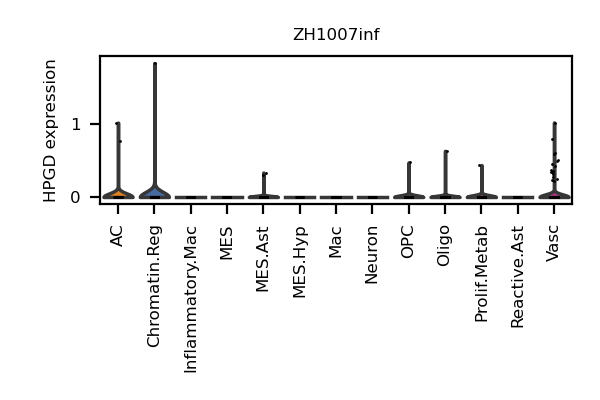 ZH1007inf
HPGD expression
1
0
AC
Chromatin.Reg
Inflammatory.Mac
MES
MES.Ast
MES.Hyp
Mac
Neuron
OPC
Oligo
Prolif.Metab
Reactive.Ast
Vasc